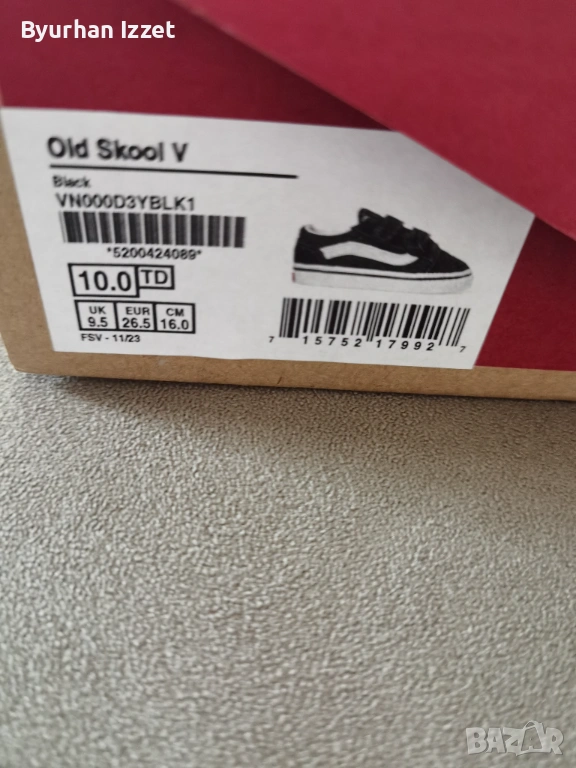 Byurhan Izzet
Old Skool V
Black
VN000D3YBLK1
*5200424089*
10.0 TD
UK EUR CM
9.5 26.5 16.0
FSV - 11/23
7 15752 17992 7
BAZAR